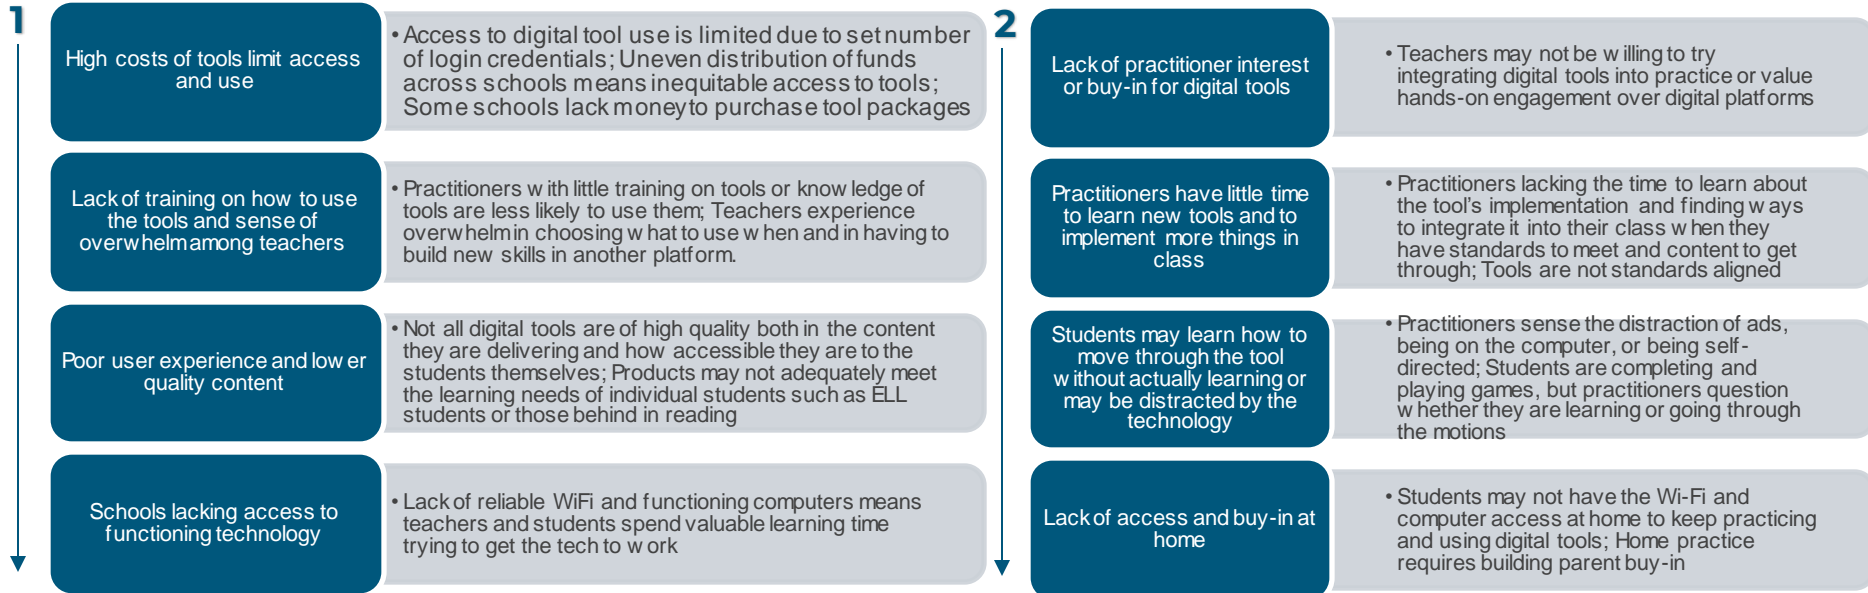 1
High costs of tools limit access
and use
• Access to digital tool use is limited due to set number
of login credentials; Uneven distribution of funds
across schools means inequitable access to tools;
Some schools lack money to purchase tool packages
Lack of training on how to use
the tools and sense of
overwhelm among teachers
• Practitioners with little training on tools or knowledge of
tools are less likely to use them; Teachers experience
overwhelm in choosing what to use when and in having to
build new skills in another platform.
Poor user experience and lower
quality content
• Not all digital tools are of high quality both in the content
they are delivering and how accessible they are to the
students themselves; Products may not adequately meet
the learning needs of individual students such as ELL
students or those behind in reading
Schools lacking access to
functioning technology
• Lack of reliable WiFi and functioning computers means
teachers and students spend valuable learning time
trying to get the tech to work
2
Lack of practitioner interest
or buy-in for digital tools
• Teachers may not be willing to try
integrating digital tools into practice or value
hands-on engagement over digital platforms
Practitioners have little time
to learn new tools and to
implement more things in
class
• Practitioners lacking the time to learn about
the tool's implementation and finding ways
to integrate it into their class when they
have standards to meet and content to get
through; Tools are not standards aligned
Students may learn how to
move through the tool
without actually learning or
may be distracted by the
technology
• Practitioners sense the distraction of ads,
being on the computer, or being self-
directed; Students are completing and
playing games, but practitioners question
whether they are learning or going through
the motions
Lack of access and buy-in at
home
• Students may not have the Wi-Fi and
computer access at home to keep practicing
and using digital tools; Home practice
requires building parent buy-in